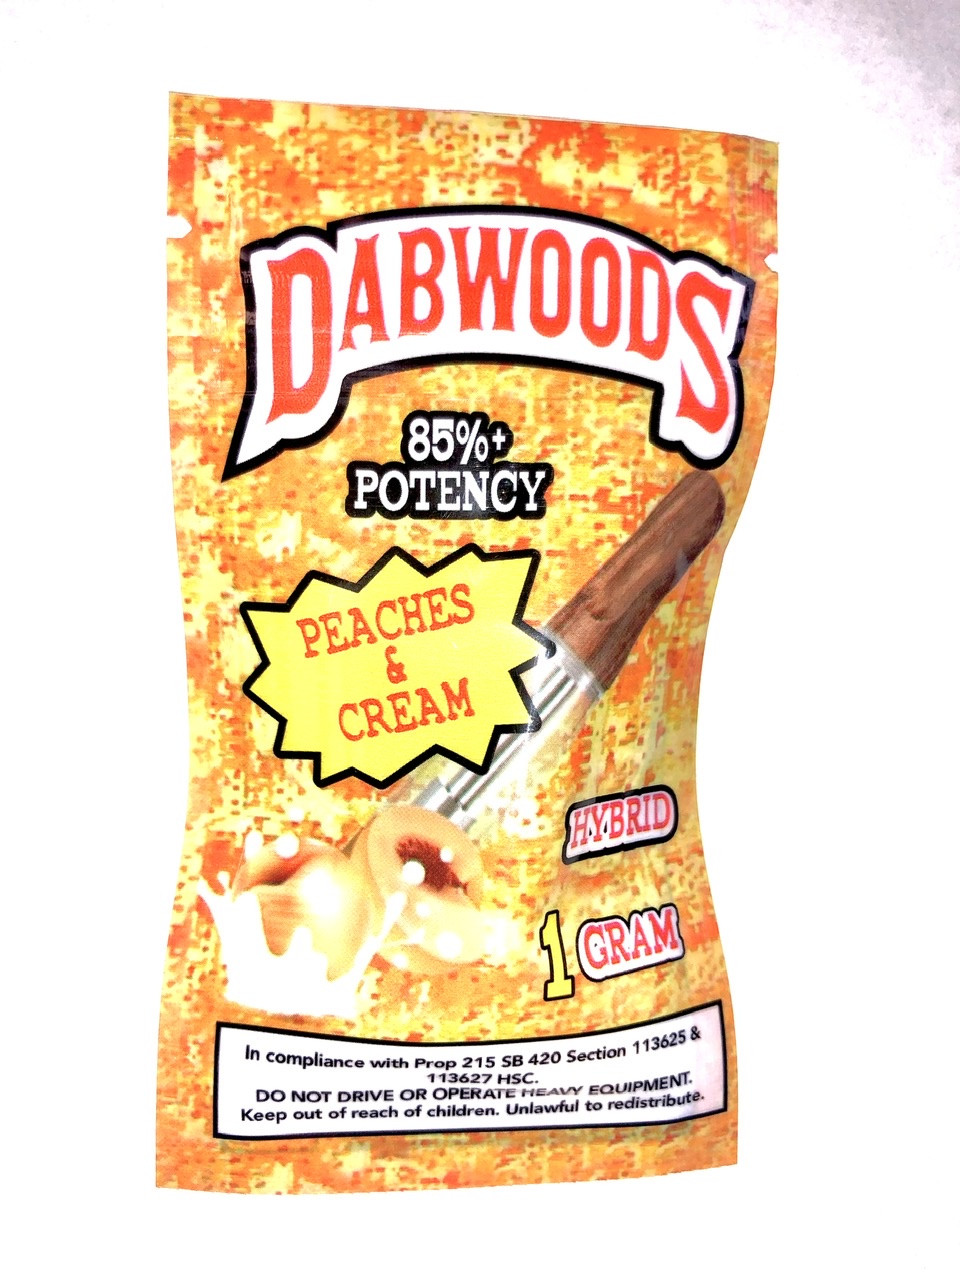 DABWOODS
85%+
POTENCY
PEACHES
&
CREAM
HYBRID
1 GRAM
In compliance with Prop 215 SB 420 Section 113625 &
113627 HSC.
DO NOT DRIVE OR OPERATE HEAVY EQUIPMENT.
Keep out of reach of children. Unlawful to redistribute.